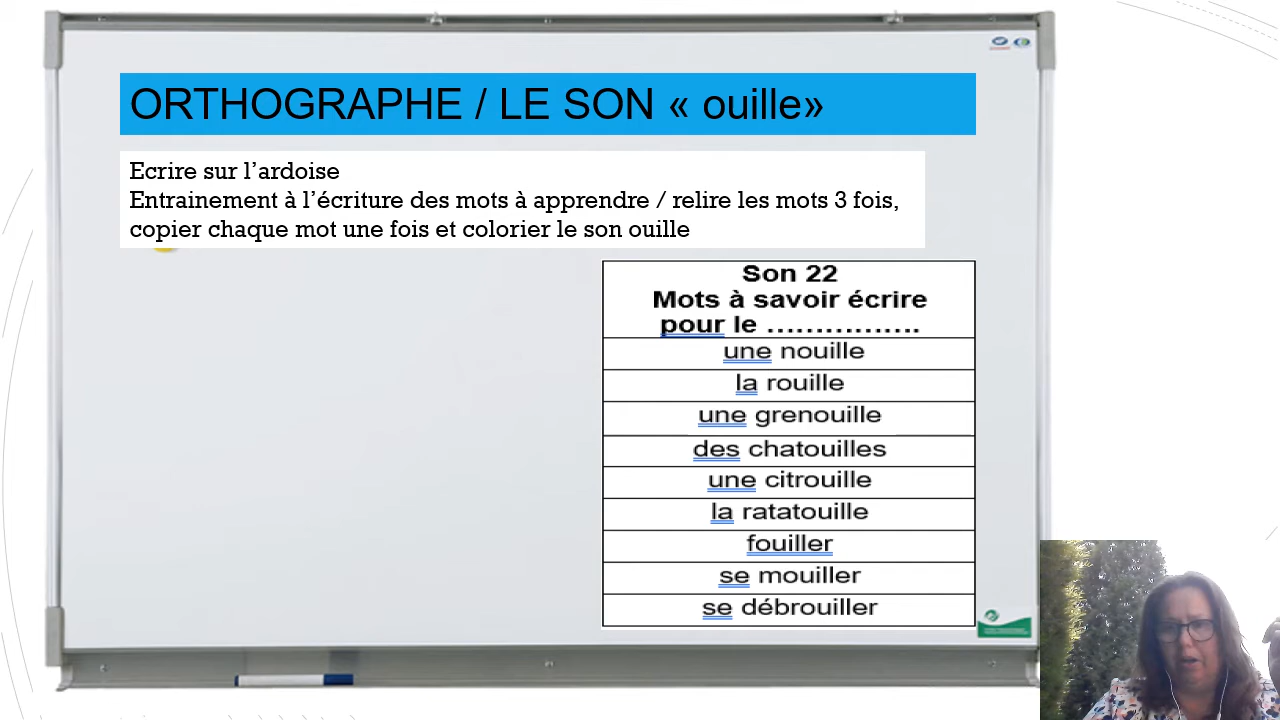 ORTHOGRAPHE / LE SON « ouille»
Ecrire sur l'ardoise
Entrainement à l'écriture des mots à apprendre / relire les mots 3 fois,
copier chaque mot une fois et colorier le son ouille
Son 22
Mots à savoir écrire
pour le …………….
une nouille
la rouille
une grenouille
des chatouilles
une citrouille
la ratatouille
fouiller
se mouiller
se débrouiller